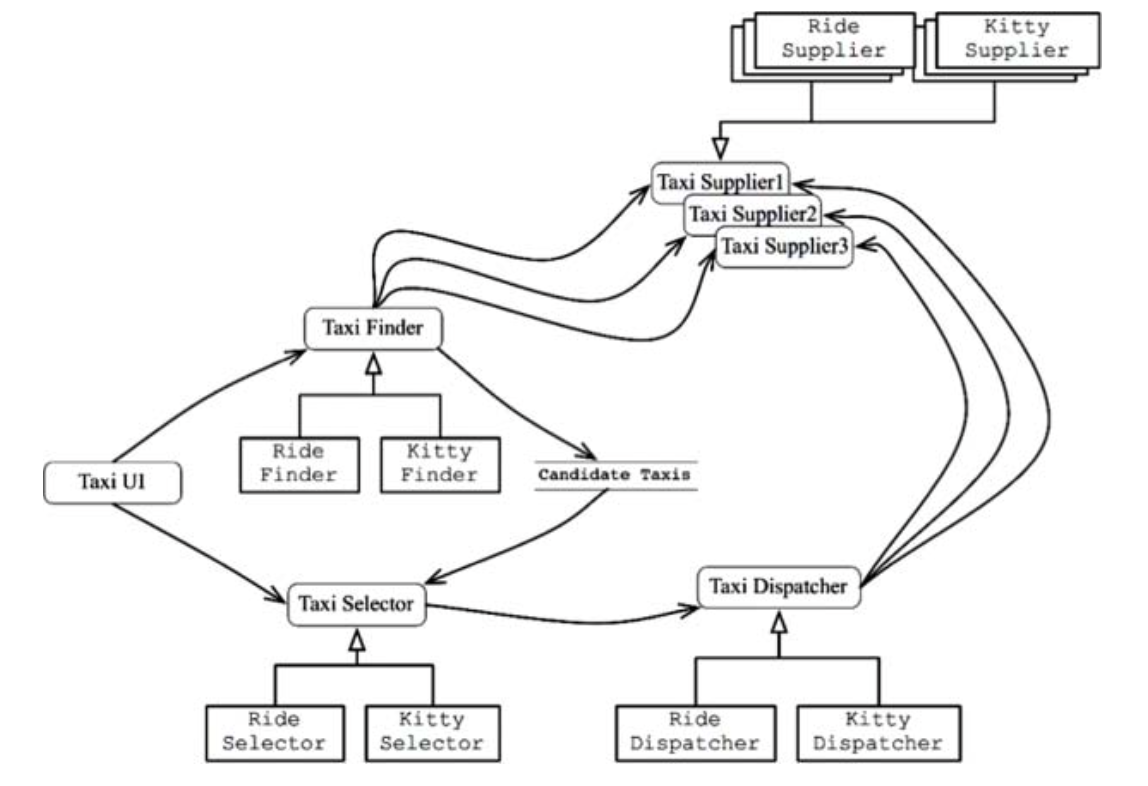 Ride
Supplier
Kitty
Supplier
Taxi Supplier1
Taxi Supplier2
Taxi Supplier3
Taxi Finder
Ride
Finder
Kitty
Finder
Taxi UI
Candidate Taxis
Taxi Selector
Taxi Dispatcher
Ride
Selector
Kitty
Selector
Ride
Dispatcher
Kitty
Dispatcher